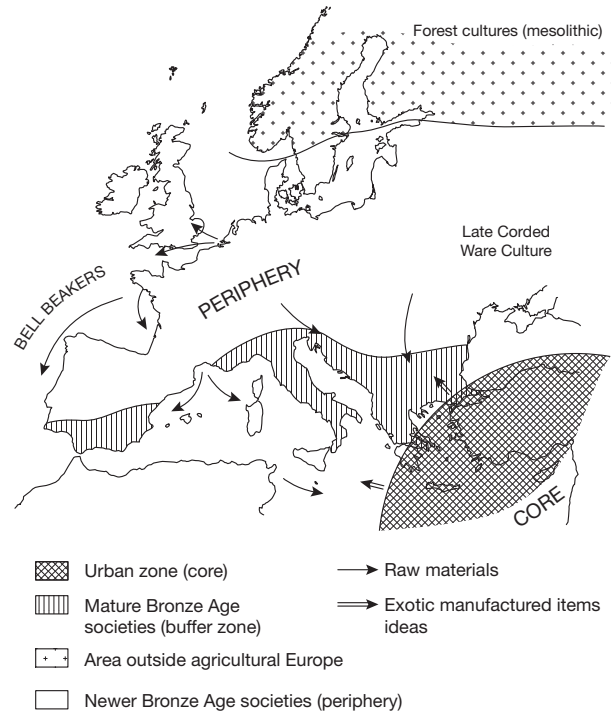 Forest cultures (mesolithic)
Late Corded
Ware Culture
PERIPHERY
BELL BEAKERS
CORE
Urban zone (core)
Mature Bronze Age
societies (buffer zone)
Area outside agricultural Europe
Newer Bronze Age societies (periphery)
Raw materials
Exotic manufactured items
ideas